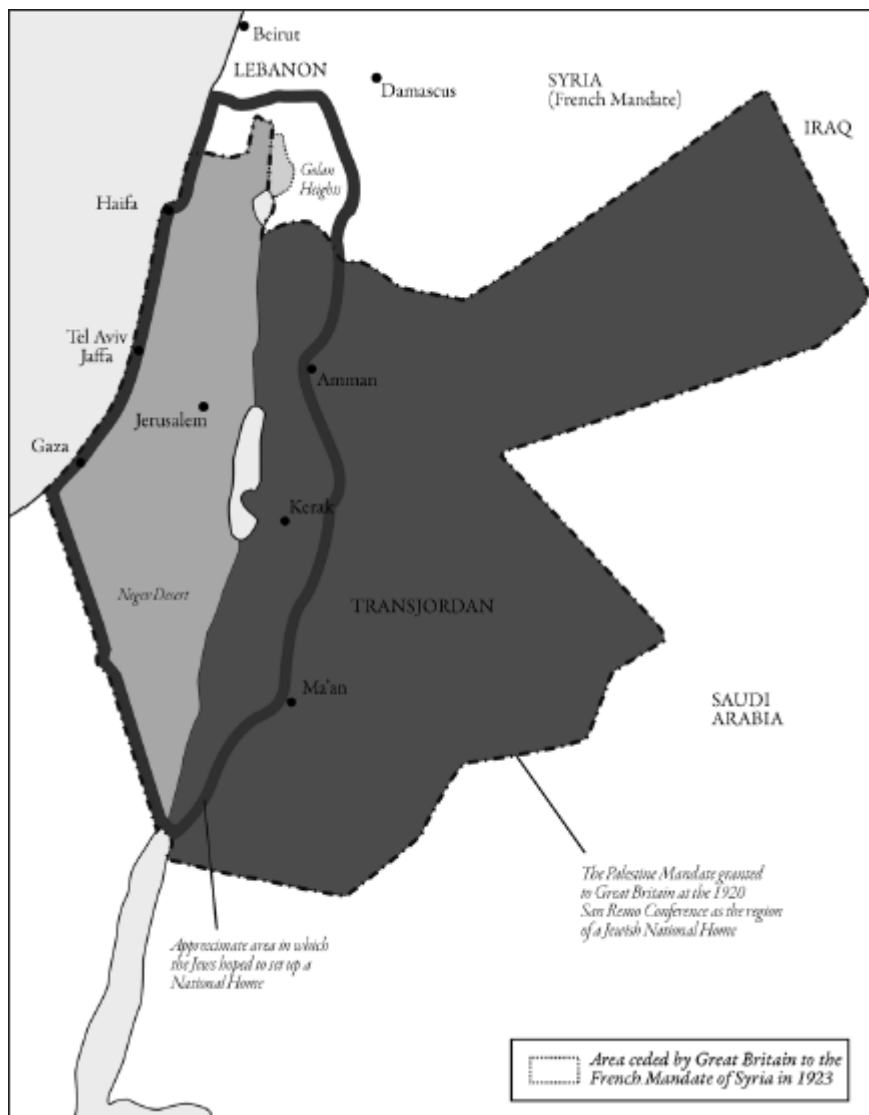 Beirut
LEBANON
Damascus
SYRIA
(French Mandate)
IRAQ
Golan
Heights
Haifa
Tel Aviv
Jaffa
Amman
Jerusalem
Gaza
Kerak
Negev Desert
TRANSJORDAN
Ma'an
SAUDI
ARABIA
The Palestine Mandate granted
to Great Britain at the 1920
San Remo Conference as the region
of a Jewish National Home
Approximate area in which
the Jews hoped to set up a
National Home
Area ceded by Great Britain to the
French Mandate of Syria in 1923